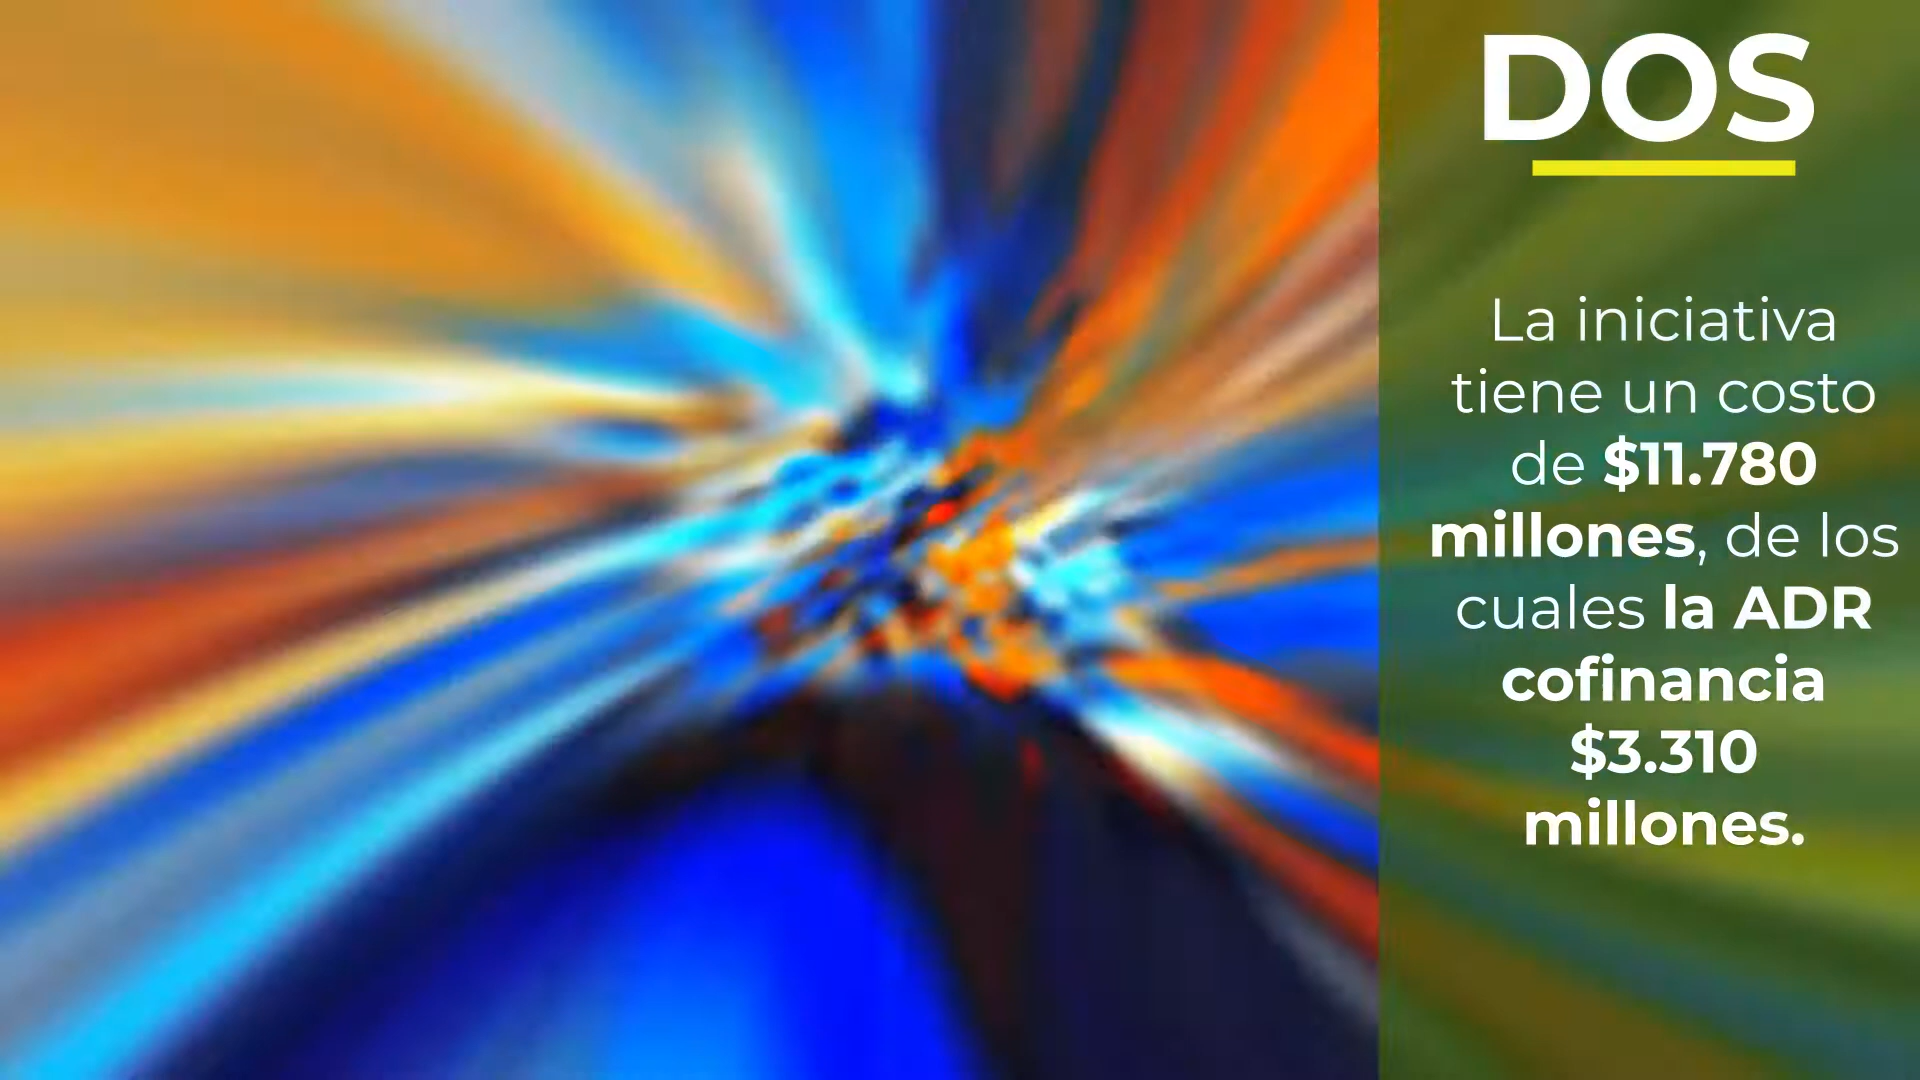 DOS
La iniciativa
tiene un costo
de $11.780
millones, de los
cuales la ADR
cofinancia
$3.310
millones.